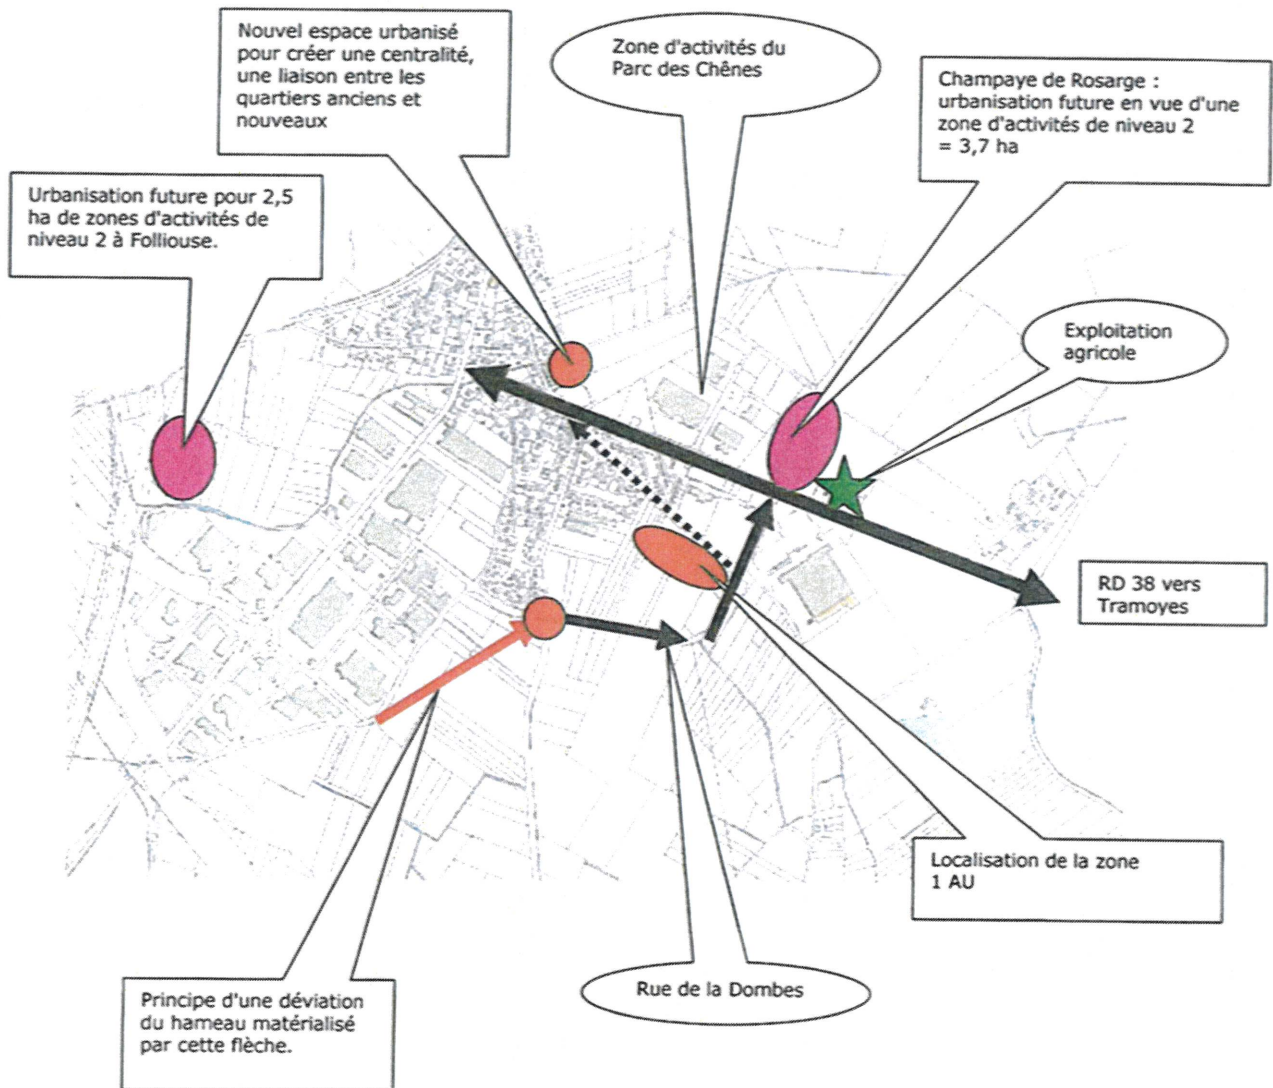 Nouvel espace urbanisé
pour créer une centralité,
une liaison entre les
quartiers anciens et
nouveaux
Zone d'activités du
Parc des Chênes
Champaye de Rosarge :
urbanisation future en vue d'une
zone d'activités de niveau 2
= 3,7 ha
Urbanisation future pour 2,5
ha de zones d'activités de
niveau 2 à Folliouse.
Exploitation
agricole
RD 38 vers
Tramoyes
Localisation de la zone
1 AU
Rue de la Dombes
Principe d'une déviation
du hameau matérialisé
par cette flèche.